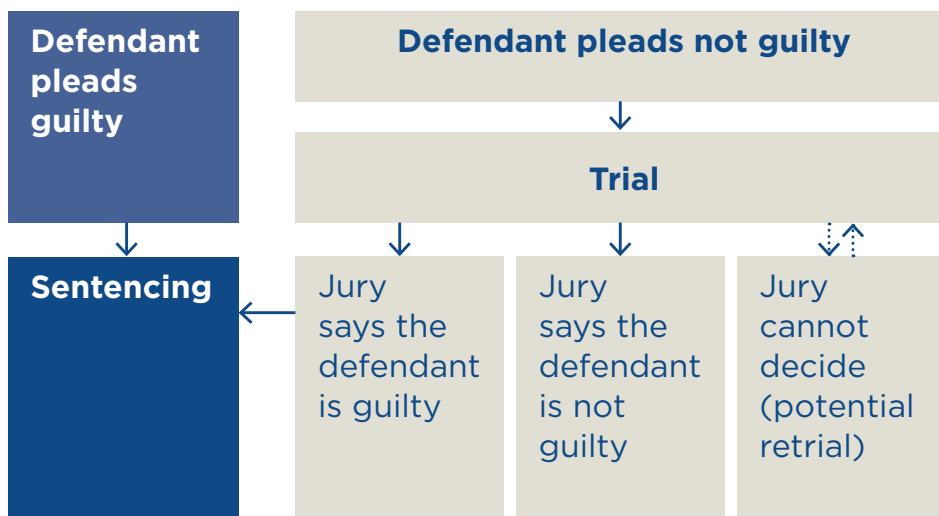 Defendant
pleads
guilty
Defendant pleads not guilty
Trial
Sentencing
Jury
says the
defendant
is guilty
Jury
says the
defendant
is not
guilty
Jury
cannot
decide
(potential
retrial)